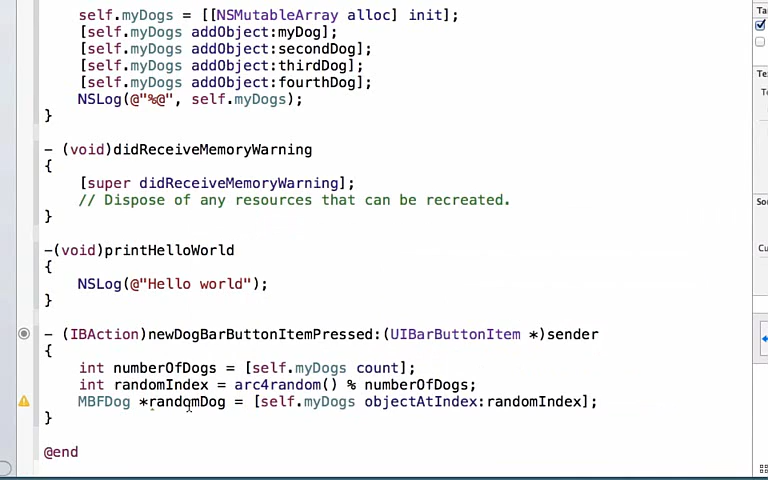 self.myDogs = [[NSMutableArray alloc] init];
[self.myDogs addObject:myDog];
[self.myDogs addObject:secondDog];
[self.myDogs addObject:thirdDog];
[self.myDogs addObject:fourthDog];
NSLog(@"%@", self.myDogs);
}
- (void)didReceiveMemoryWarning
{
[super didReceiveMemoryWarning];
// Dispose of any resources that can be recreated.
}
-(void)printHelloWorld
{
NSLog(@"Hello world");
}
- (IBAction)newDogBarButtonItemPressed:(UIBarButtonItem *)sender
{
int numberOfDogs = [self.myDogs count];
int randomIndex = arc4random() % numberOfDogs;
MBFDog *randomDog = [self.myDogs objectAtIndex:randomIndex];
}
@end